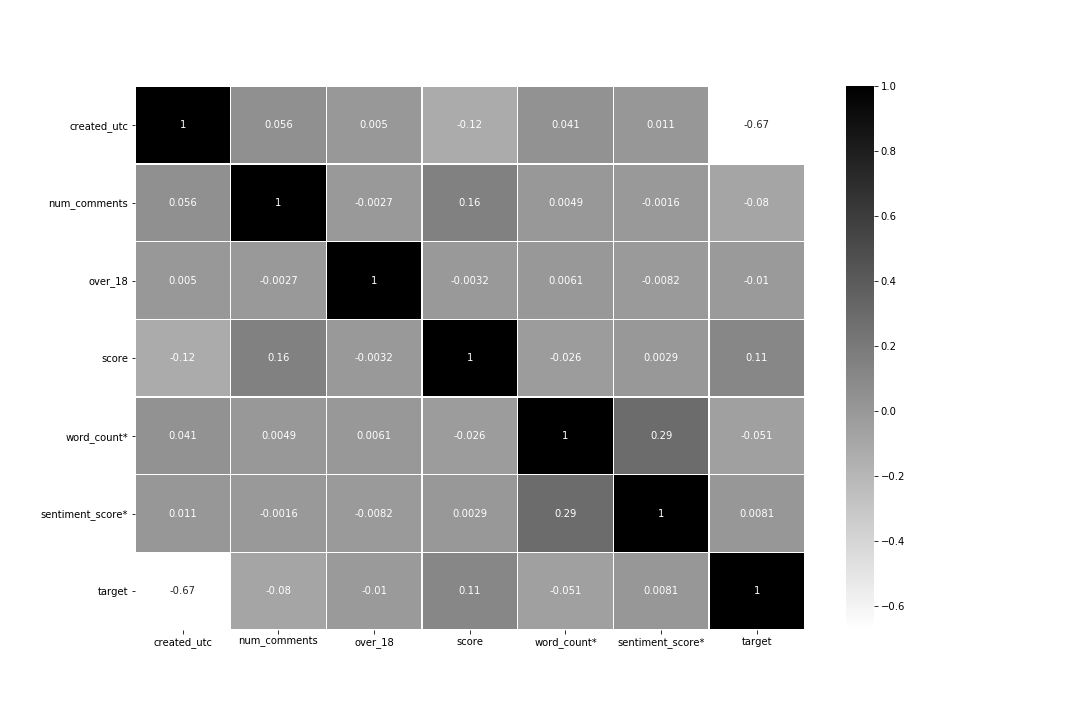 created_utc 1 0.056 0.005 -0.12 0.041 0.011 -0.67
num_comments 0.056 1 -0.0027 0.16 0.0049 -0.0016 -0.08
over_18 0.005 -0.0027 1 -0.0032 0.0061 -0.0082 -0.01
score -0.12 0.16 -0.0032 1 -0.026 0.0029 0.11
word_count* 0.041 0.0049 0.0061 -0.026 1 0.29 -0.051
sentiment_score* 0.011 -0.0016 -0.0082 0.0029 0.29 1 0.0081
target -0.67 -0.08 -0.01 0.11 -0.051 0.0081 1
created_utc num_comments over_18 score word_count* sentiment_score* target
1.0
0.8
0.6
0.4
0.2
0.0
−0.2
−0.4
−0.6